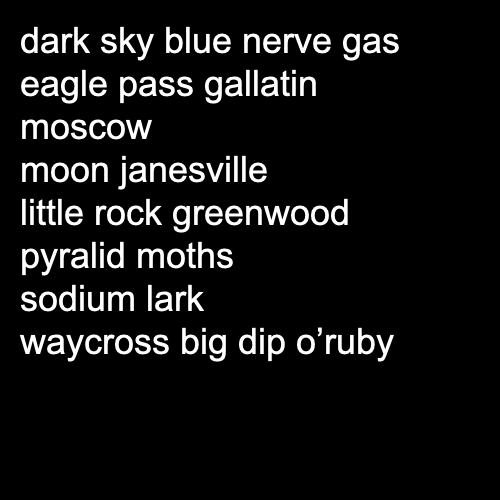 dark sky blue nerve gas
eagle pass gallatin
moscow
moon janesville
little rock greenwood
pyralid moths
sodium lark
waycross big dip o’ruby